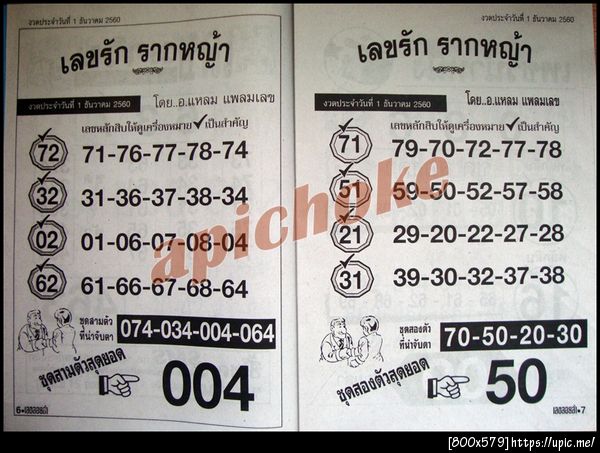 งวดประจำวันที่ 1 ธันวาคม 2560
เลขรัก รากหญ้า
งวดประจำวันที่ 1 ธันวาคม 2560
โดย..อ.แหลม แพลมเลข
เลขหลักสิบให้ดูเครื่องหมาย ✓ เป็นสำคัญ
72 71-76-77-78-74
32 31-36-37-38-34
02 01-06-07-08-04
62 61-66-67-68-64
ชุดสามตัว
ที่น่าจับตา
074-034-004-064
ชุดสามตัวสุดยอด
004
6
งวดประจำวันที่ 1 ธันวาคม 2560
เลขรัก รากหญ้า
งวดประจำวันที่ 1 ธันวาคม 2560
โดย..อ.แหลม แพลมเลข
เลขหลักสิบให้ดูเครื่องหมาย ✓ เป็นสำคัญ
71 79-70-72-77-78
51 59-50-52-57-58
21 29-20-22-27-28
31 39-30-32-37-38
ชุดสองตัว
ที่น่าจับตา
70-50-20-30
ชุดสองตัวสุดยอด
50
7
apichoke
[800x579]https://upic.me/